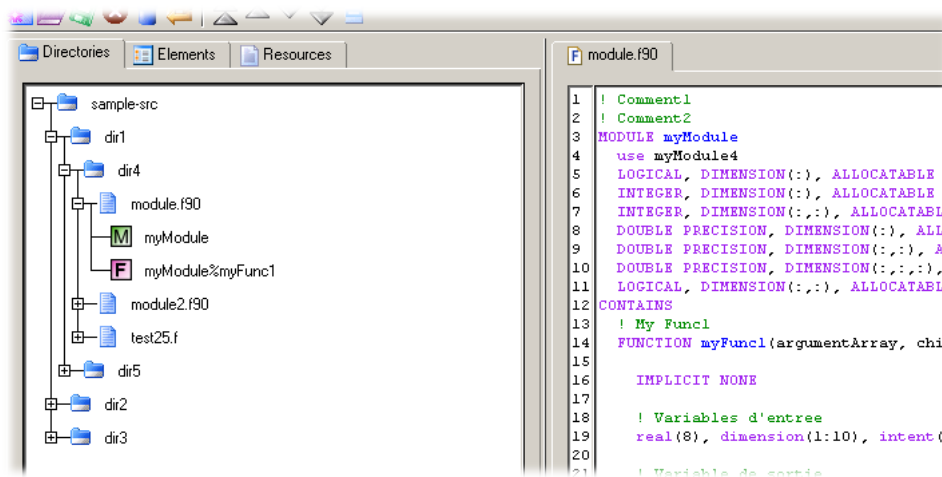 Directories Elements Resources
sample-src
dir1
dir4
module.f90
M myModule
F myModule%myFunc1
module2.f90
test25.f
dir5
dir2
dir3
F module.f90
1 ! Comment1
2 ! Comment2
3 MODULE myModule
4 use myModule4
5 LOGICAL, DIMENSION(:), ALLOCATABLE
6 INTEGER, DIMENSION(:), ALLOCATABLE
7 INTEGER, DIMENSION(:,:), ALLOCATABL
8 DOUBLE PRECISION, DIMENSION(:), ALL
9 DOUBLE PRECISION, DIMENSION(:,:), A
10 DOUBLE PRECISION, DIMENSION(:,:,:),
11 LOGICAL, DIMENSION(:,:), ALLOCATABL
12 CONTAINS
13 ! My Func1
14 FUNCTION myFunc1(argumentArray, chi
15
16 IMPLICIT NONE
17
18 ! Variables d'entree
19 real(8), dimension(1:10), intent(
20
21 ! Variable de sortie